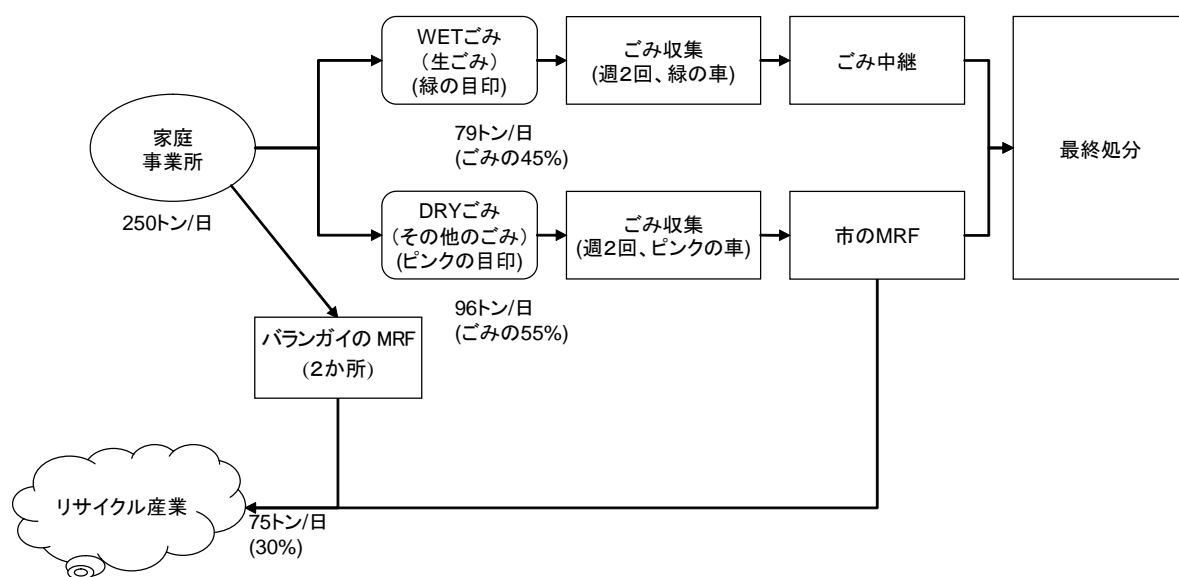 家庭
事業所
250トン/日
WETごみ
(生ごみ)
(緑の目印)
79トン/日
(ごみの45%)
ごみ収集
(週2回、緑の車)
ごみ中継
最終処分
DRYごみ
(その他のごみ)
(ピンクの目印)
96トン/日
(ごみの55%)
ごみ収集
(週2回、ピンクの車)
市のMRF
バランガイの MRF
(2か所)
リサイクル産業
75トン/日
(30%)